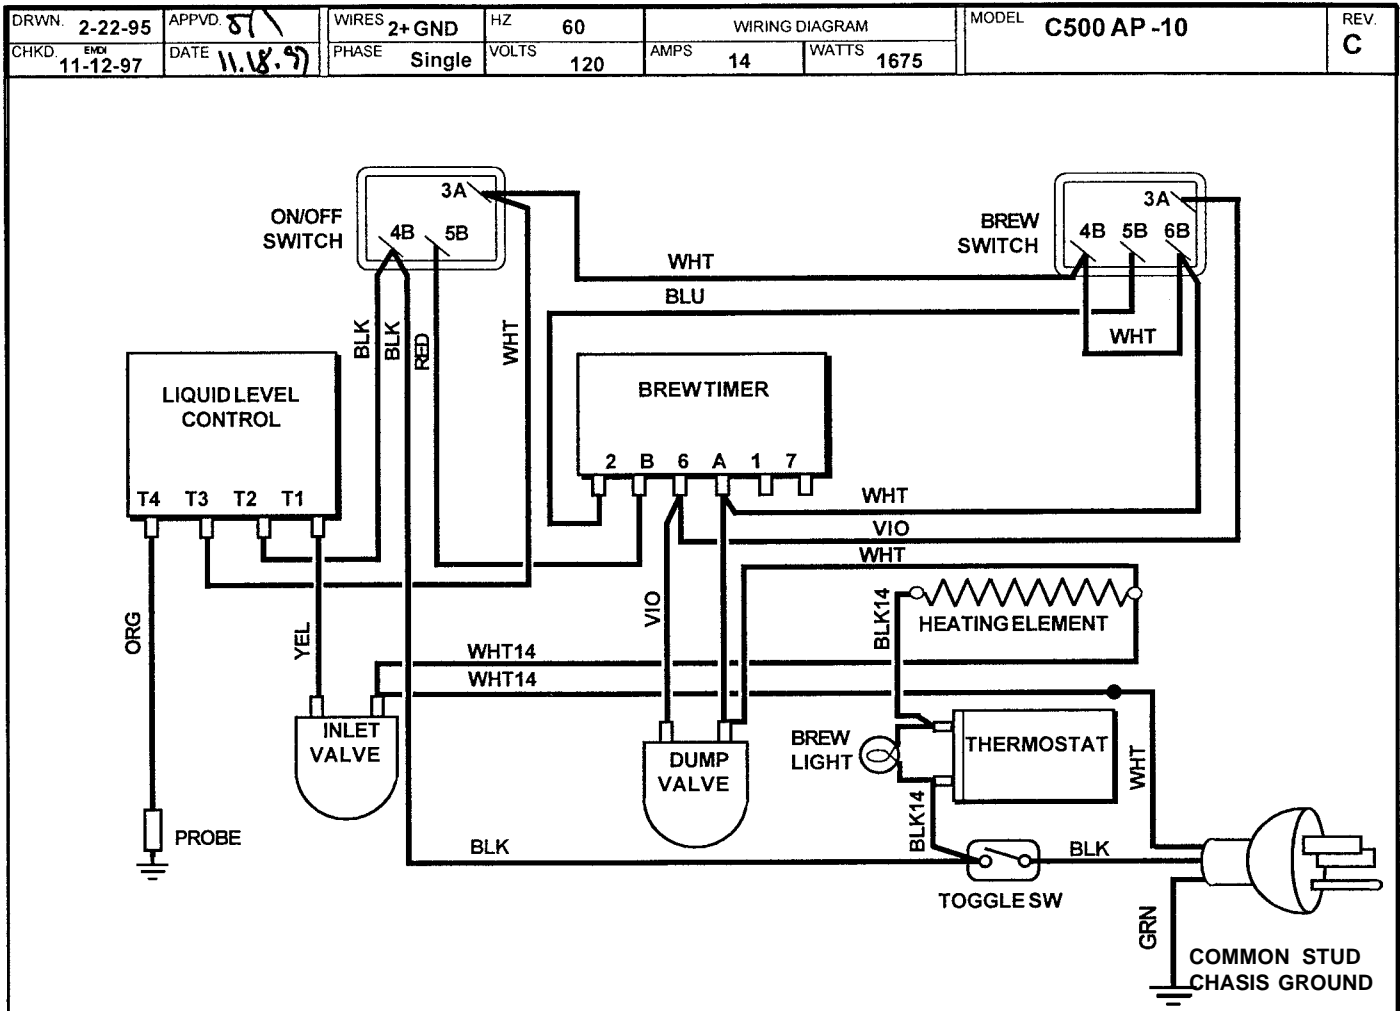 DRWN. 2-22-95
APPVD.
WIRES 2+ GND
HZ 60
WIRING DIAGRAM
MODEL C500 AP -10
REV. C
CHKD. EMDI 11-12-97
DATE 11.18.97
PHASE Single
VOLTS 120
AMPS 14
WATTS 1675
ON/OFF
SWITCH
3A
4B 5B
BREW
SWITCH
3A
4B 5B 6B
WHT
BLU
WHT
BLK
BLK
RED
WHT
LIQUID LEVEL
CONTROL
T4 T3 T2 T1
BREW TIMER
2 B 6 A 1 7
WHT
VIO
WHT
ORG
YEL
VIO
BLK14
HEATING ELEMENT
WHT14
WHT14
INLET
VALVE
DUMP
VALVE
BREW
LIGHT
THERMOSTAT
WHT
BLK14
PROBE
BLK
BLK
TOGGLE SW
GRN
COMMON STUD
CHASIS GROUND